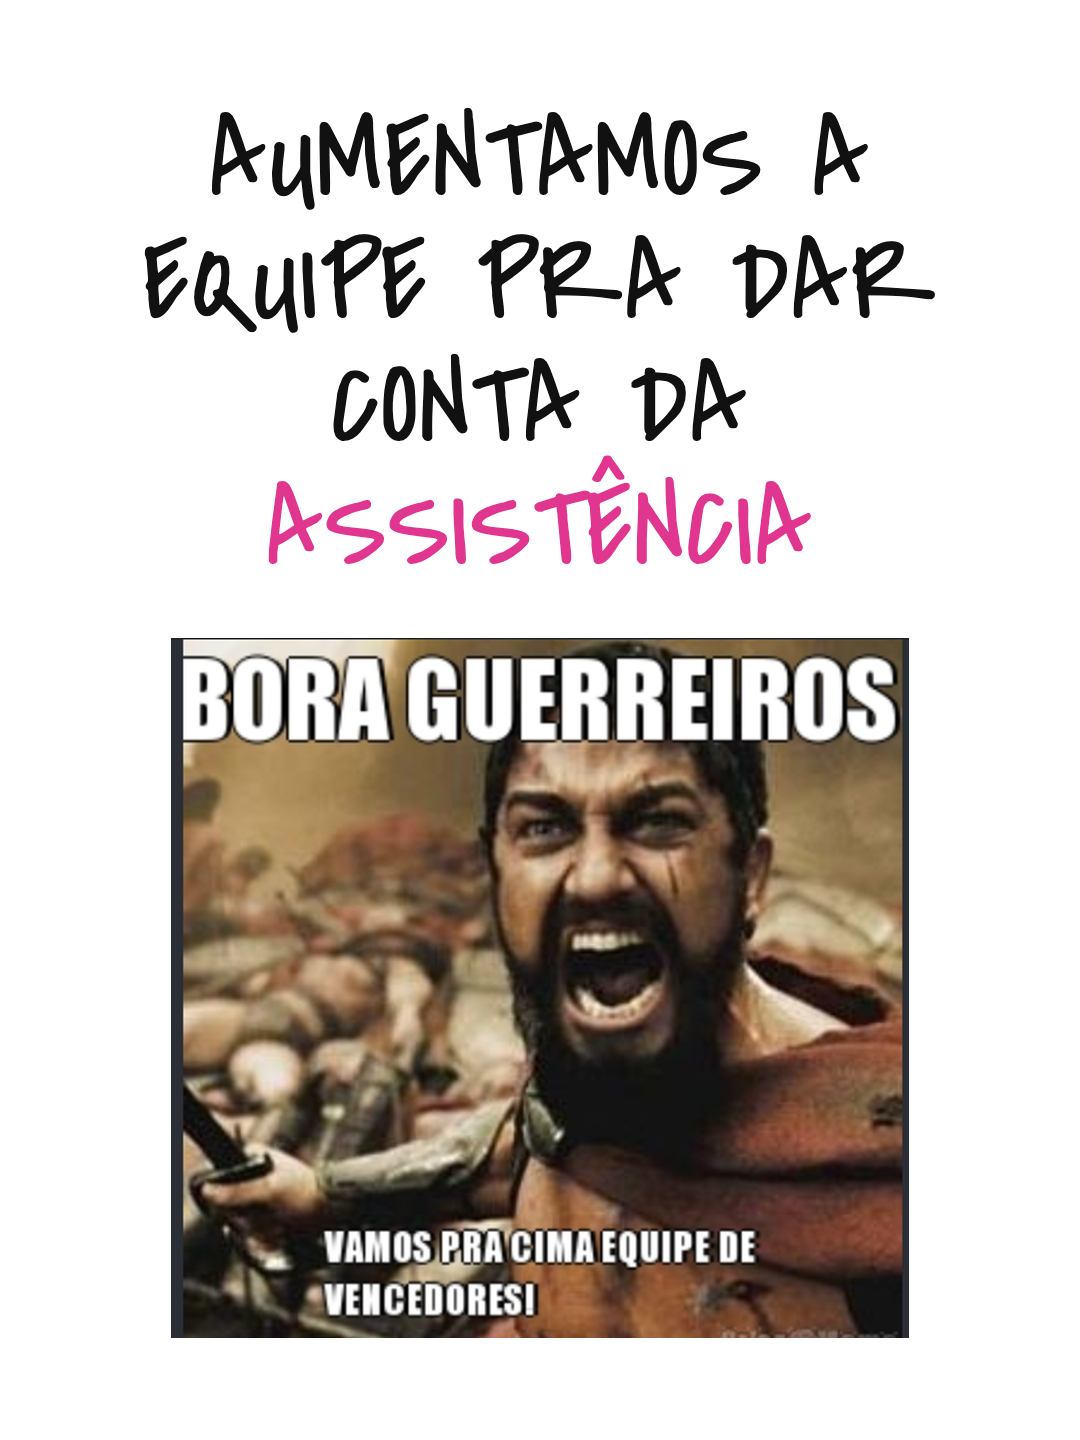 AUMENTAMOS A
EQUIPE PRA DAR
CONTA DA
ASSISTÊNCIA
BORA GUERREIROS
VAMOS PRA CIMA EQUIPE DE
VENCEDORES!